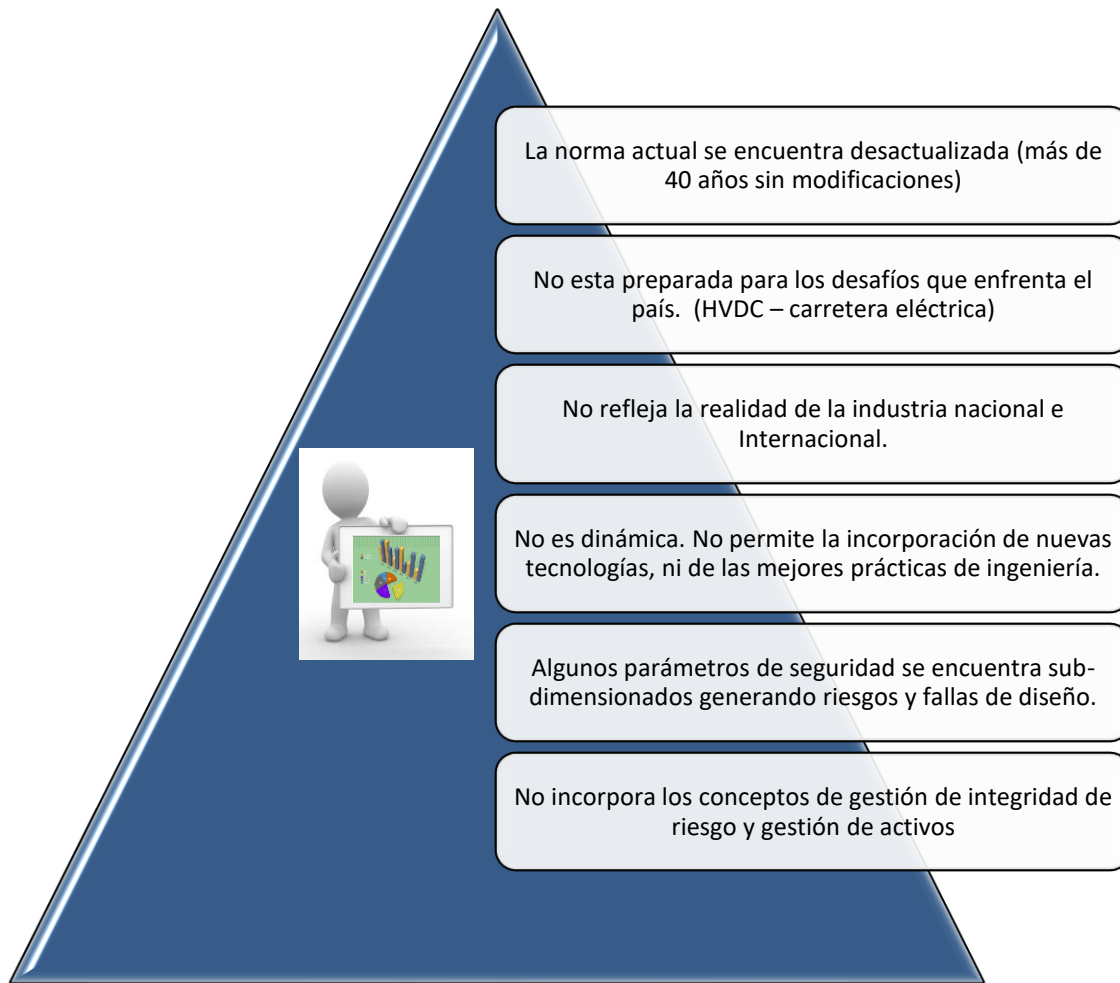 La norma actual se encuentra desactualizada (más de
40 años sin modificaciones)
No esta preparada para los desafíos que enfrenta el
país.  (HVDC – carretera eléctrica)
No refleja la realidad de la industria nacional e
Internacional.
No es dinámica. No permite la incorporación de nuevas
tecnologías, ni de las mejores prácticas de ingeniería.
Algunos parámetros de seguridad se encuentra sub-
dimensionados generando riesgos y fallas de diseño.
No incorpora los conceptos de gestión de integridad de
riesgo y gestión de activos